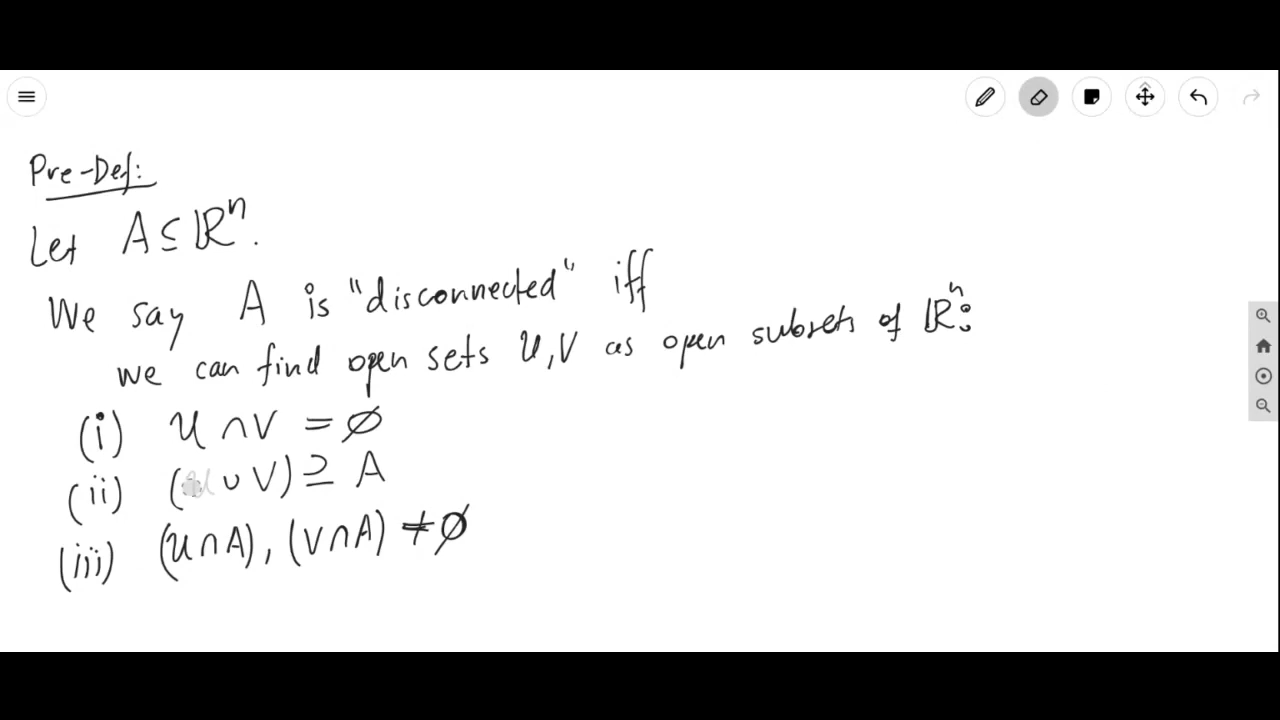 Pre-Def:
Let A ⊆ ℝⁿ.
We say A is "disconnected" iff
we can find open sets U, V as open subsets of ℝⁿ:
(i) U ∩ V = ∅
(ii) (U ∪ V) ⊇ A
(iii) (U ∩ A), (V ∩ A) ≠ ∅